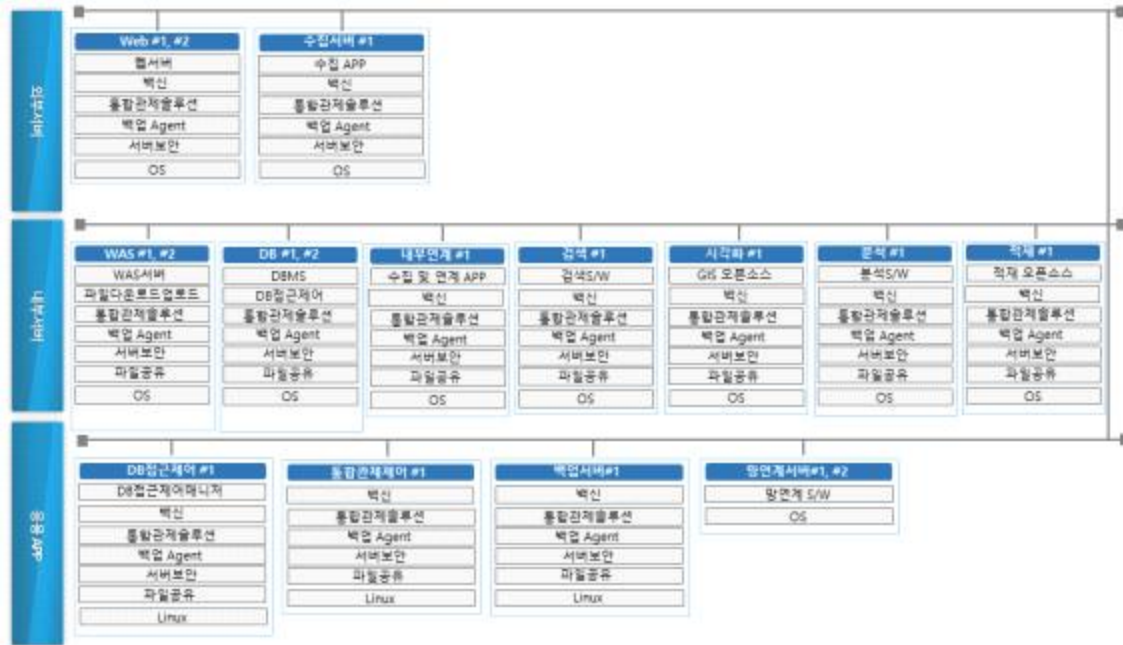 외부서버
Web #1, #2
웹서버
백신
통합관제솔루션
백업 Agent
서버보안
OS
수집서버 #1
수집 APP
백신
통합관제솔루션
백업 Agent
서버보안
OS
내부서버
WAS #1, #2
WAS서버
파일다운로드업로드
통합관제솔루션
백업 Agent
서버보안
파일공유
OS
DB #1, #2
DBMS
DB접근제어
통합관제솔루션
백업 Agent
서버보안
파일공유
OS
내부연계 #1
수집 및 연계 APP
백신
통합관제솔루션
백업 Agent
서버보안
파일공유
OS
검색 #1
검색S/W
백신
통합관제솔루션
백업 Agent
서버보안
파일공유
OS
시각화 #1
GIS 오픈소스
백신
통합관제솔루션
백업 Agent
서버보안
파일공유
OS
분석 #1
분석S/W
백신
통합관제솔루션
백업 Agent
서버보안
파일공유
OS
적재 #1
적재 오픈소스
백신
통합관제솔루션
백업 Agent
서버보안
파일공유
OS
응용 APP
DB접근제어 #1
DB접근제어매니저
백신
통합관제솔루션
백업 Agent
서버보안
파일공유
Linux
통합관제제어 #1
백신
통합관제솔루션
백업 Agent
서버보안
파일공유
Linux
백업서버#1
백신
통합관제솔루션
백업 Agent
서버보안
파일공유
Linux
망연계서버#1, #2
망연계 S/W
OS